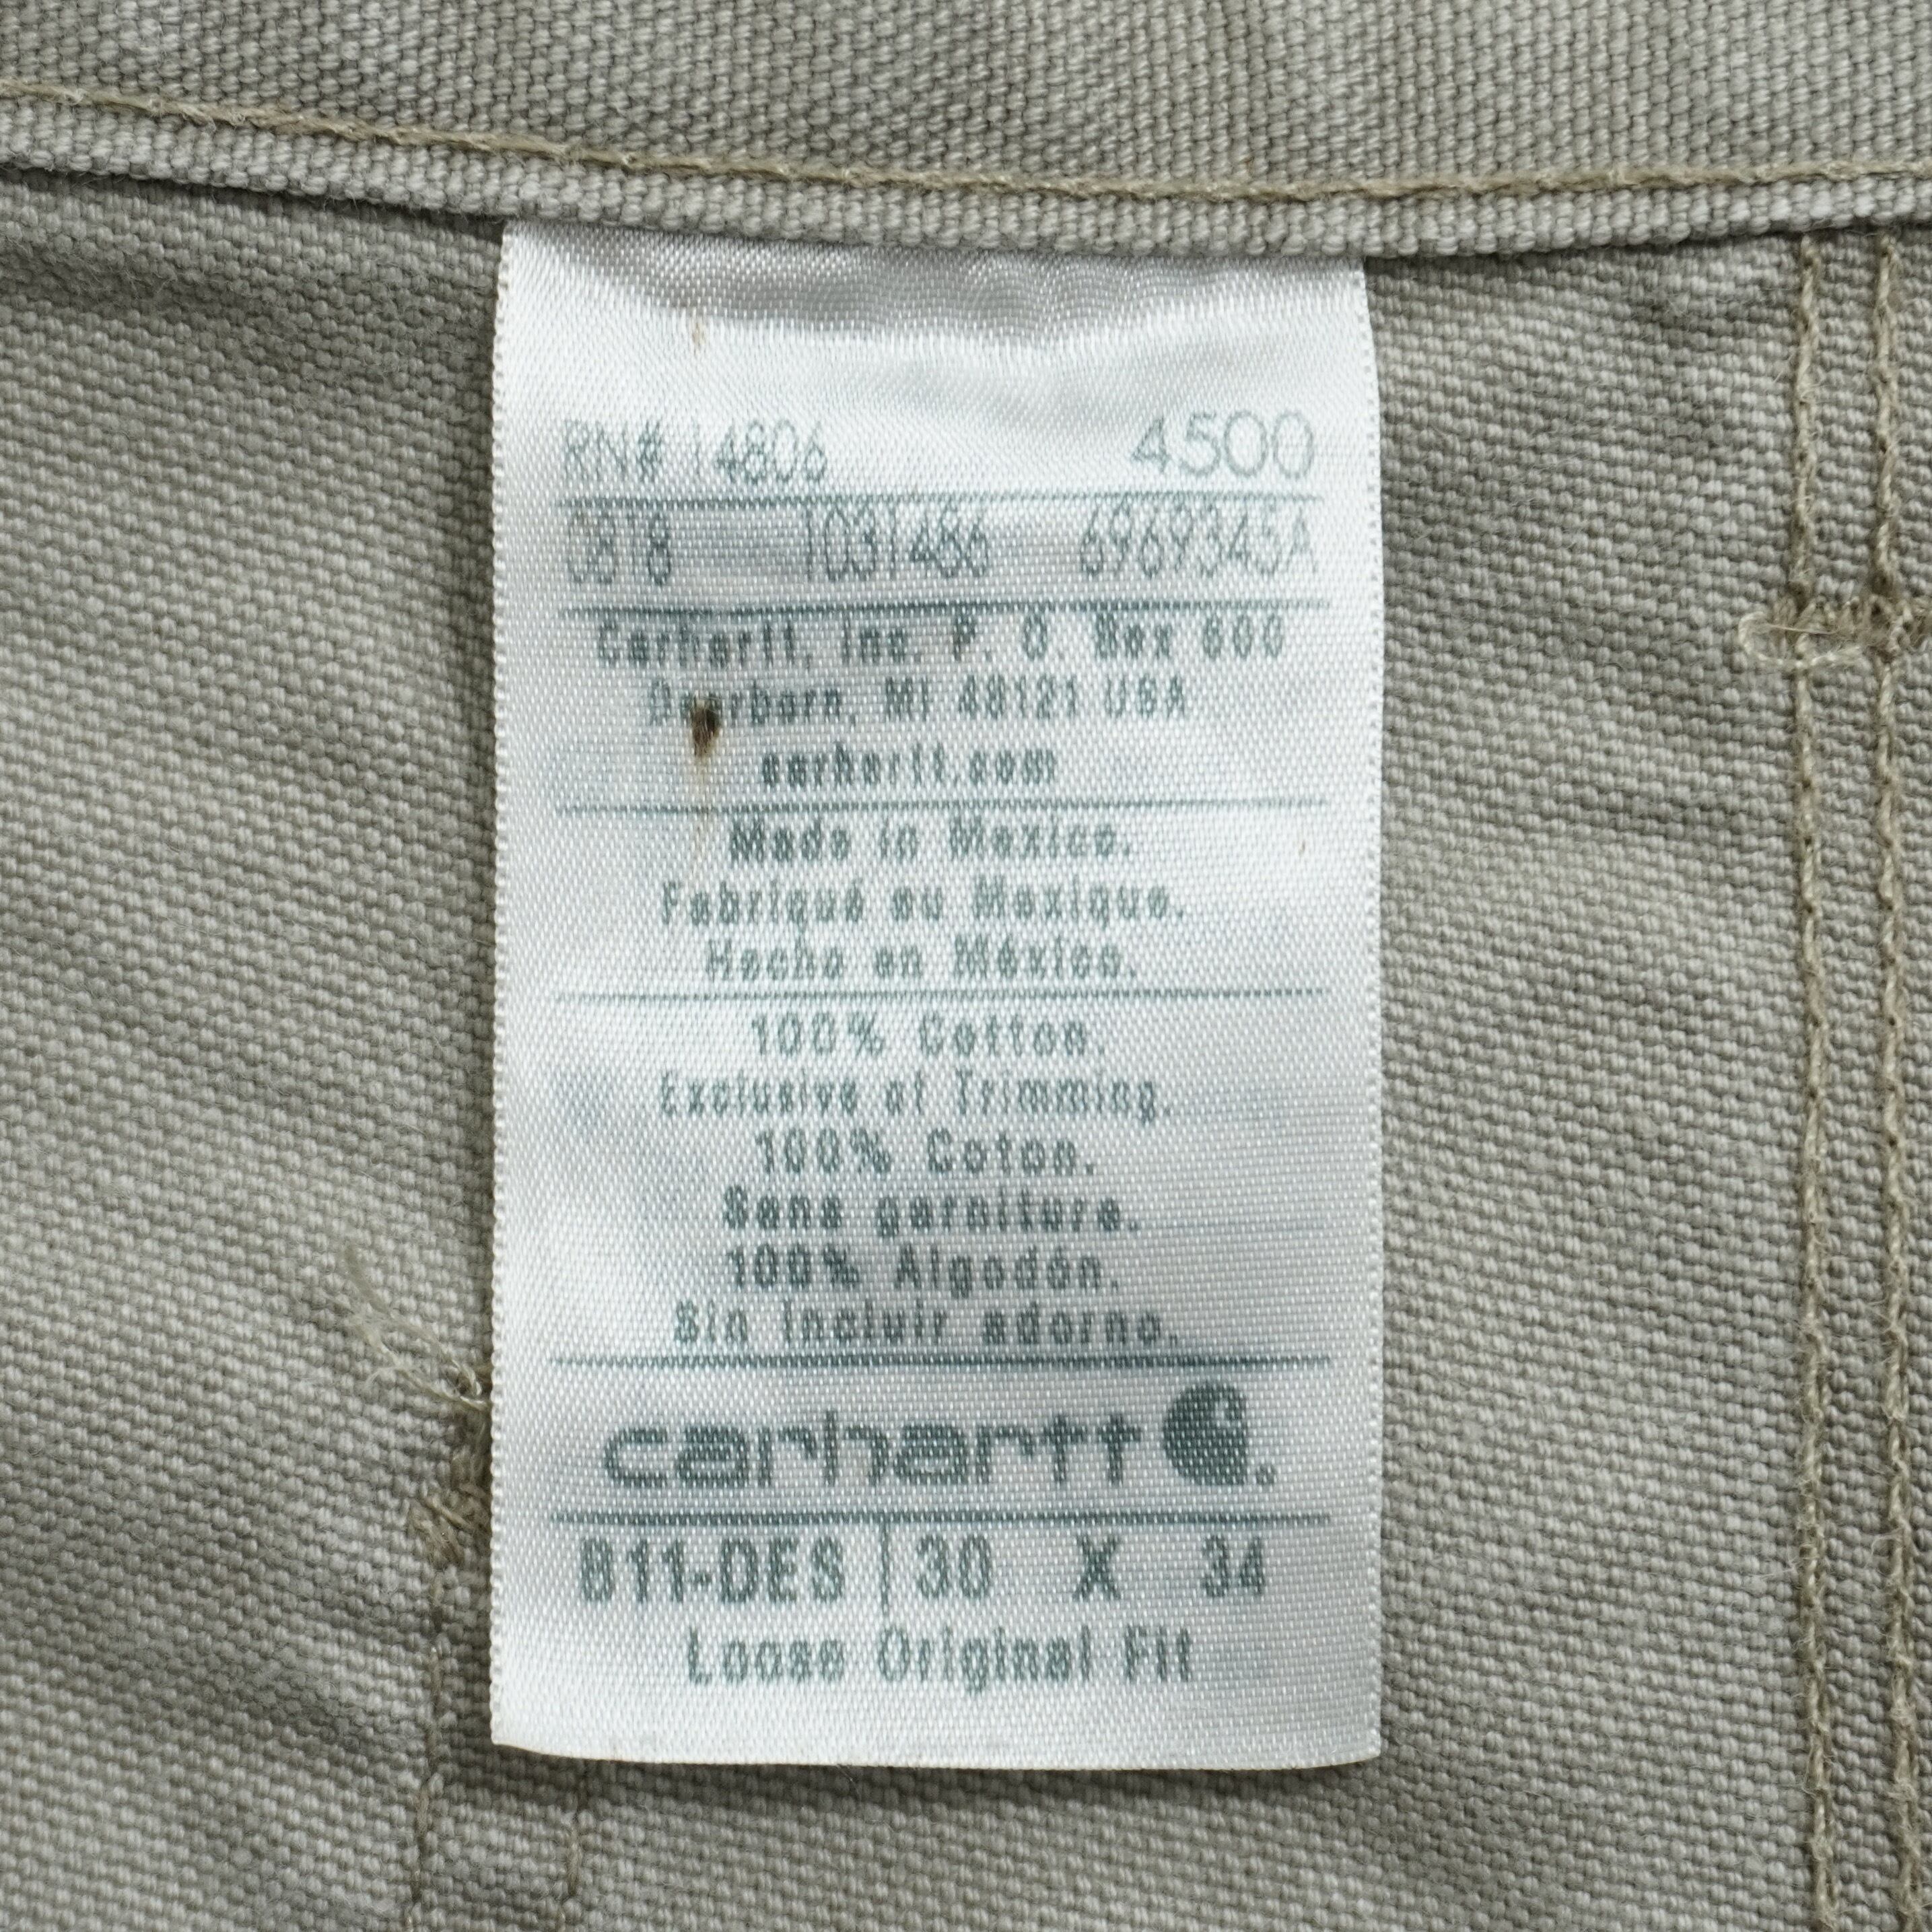 RN# 14806 4500
0818 1031486 6969345A
Carhartt, Inc. P. O. Box 600
Dearborn, MI 48121 USA
carhartt.com
Made in Mexico.
Fabriqué au Mexique.
Hecho en México.
100% Cotton.
Exclusive of Trimming.
100% Coton.
Sans garniture.
100% Algodón.
Sin incluir adorno.
carhartt
B11-DES | 30 X 34
Loose Original Fit